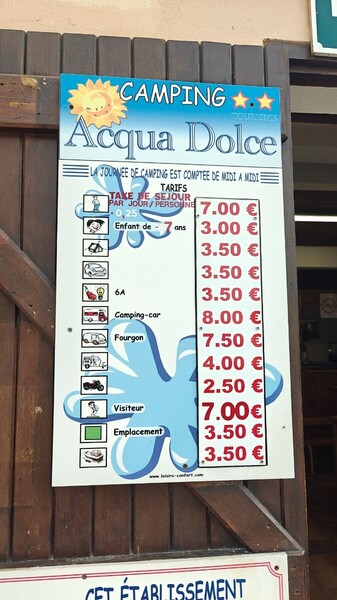 CAMPING
TOURISME
Acqua Dolce
LA JOURNEE DE CAMPING EST COMPTEE DE MIDI A MIDI
TARIFS
TAXE DE SEJOUR
PAR JOUR/PERSONNE
0,25
7.00 €
Enfant de - 7 ans 3.00 €
3.50 €
3.50 €
6A 3.50 €
Camping-car 8.00 €
Fourgon 7.50 €
4.00 €
2.50 €
Visiteur 7.00 €
Emplacement 3.50 €
3.50 €
www.loisirs-confort.com
CET ÉTABLISSEMENT